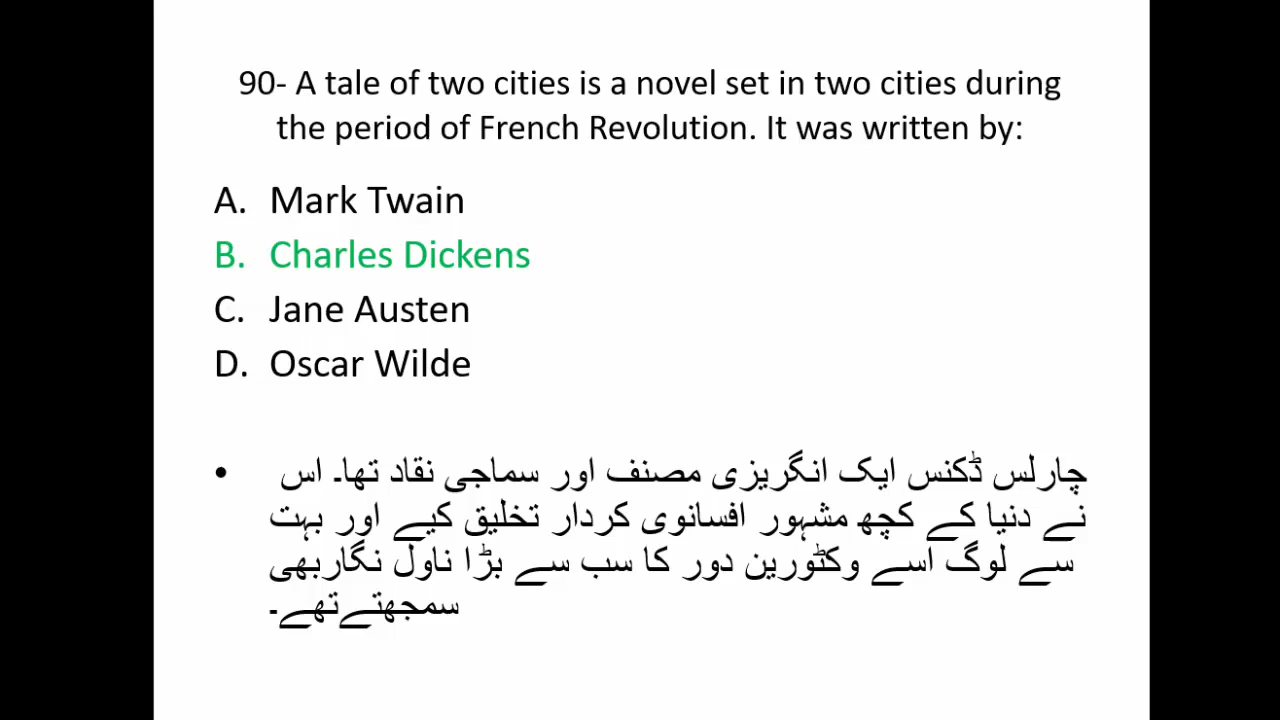 90- A tale of two cities is a novel set in two cities during
the period of French Revolution. It was written by:
A. Mark Twain
B. Charles Dickens
C. Jane Austen
D. Oscar Wilde
• چارلس ڈکنس ایک انگریزی مصنف اور سماجی نقاد تھا۔ اس
نے دنیا کے کچھ مشہور افسانوی کردار تخلیق کیے اور بہت
سے لوگ اسے وکٹورین دور کا سب سے بڑا ناول نگاربھی
سمجھتےتھے۔